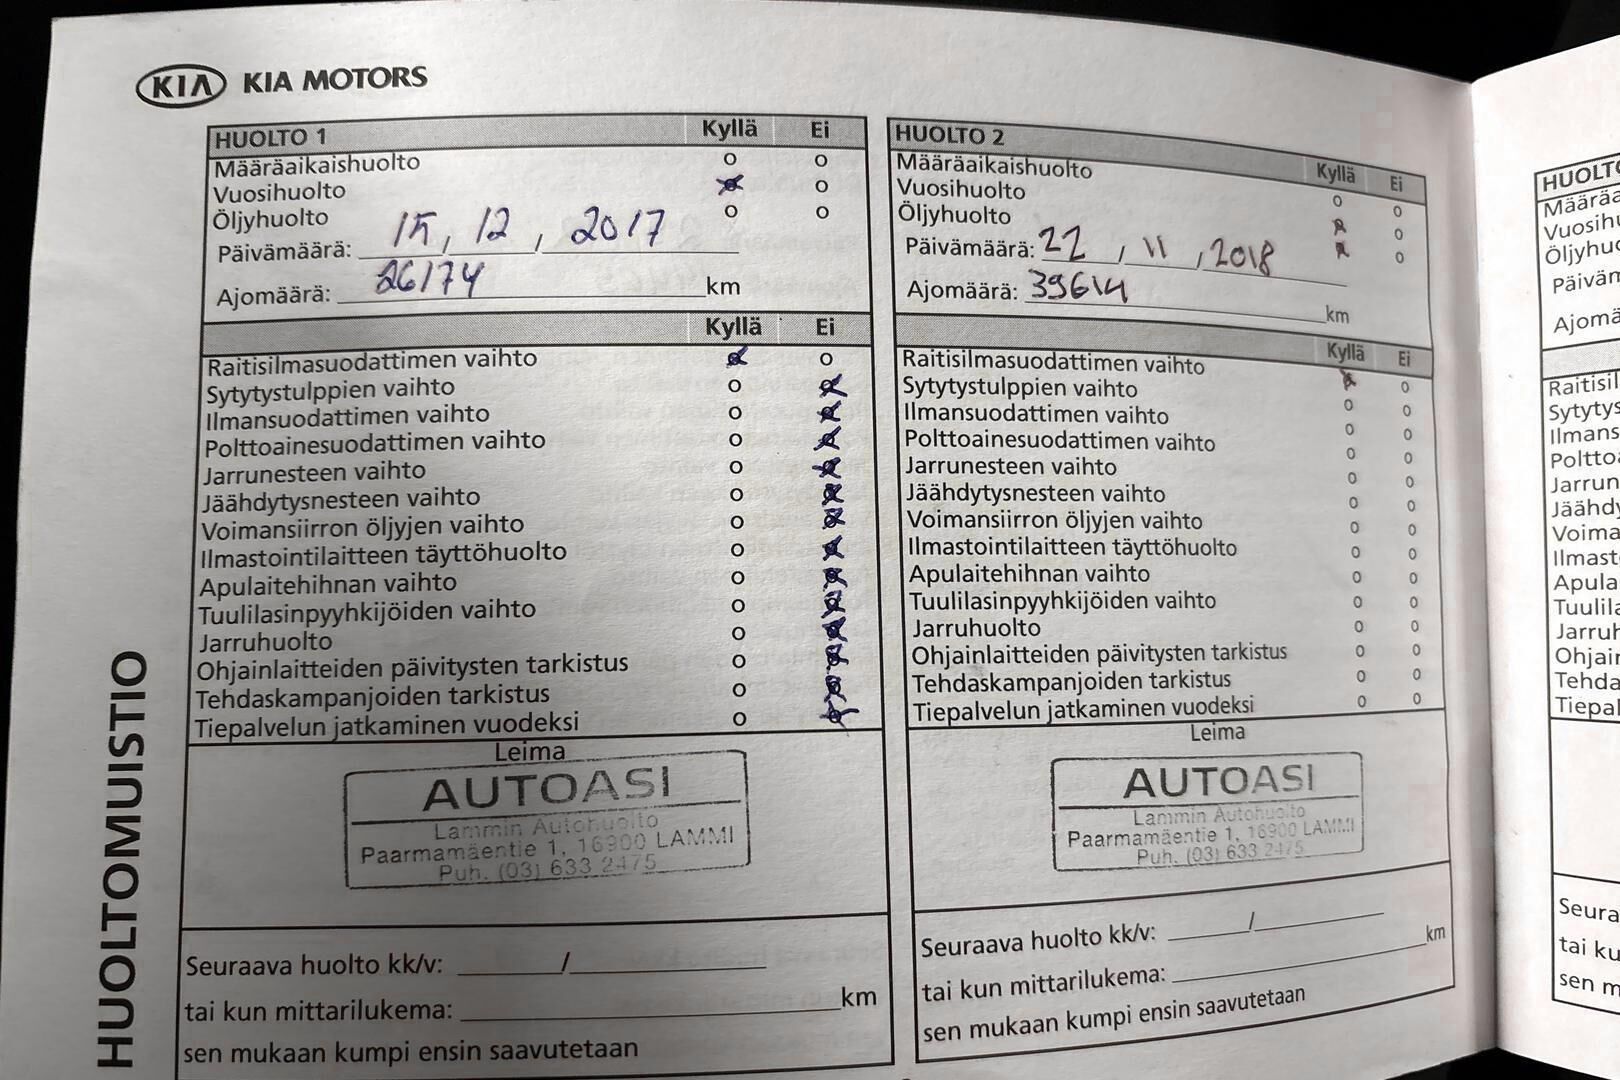 KIA KIA MOTORS
HUOLTOMUISTIO
HUOLTO 1 Kyllä Ei
Määräaikaishuolto o o
Vuosihuolto o
Öljyhuolto o o
Päivämäärä: 15, 12, 2017
Ajomäärä: 26174 km
Kyllä Ei
Raitisilmasuodattimen vaihto o
Sytytystulppien vaihto o
Ilmansuodattimen vaihto o
Polttoainesuodattimen vaihto o
Jarrunesteen vaihto o
Jäähdytysnesteen vaihto o
Voimansiirron öljyjen vaihto o
Ilmastointilaitteen täyttöhuolto o
Apulaitehihnan vaihto o
Tuulilasinpyyhkijöiden vaihto o
Jarruhuolto o
Ohjainlaitteiden päivitysten tarkistus o
Tehdaskampanjoiden tarkistus o
Tiepalvelun jatkaminen vuodeksi o
Leima
AUTOASI
Lammin Autohuolto
Paarmamäentie 1, 16900 LAMMI
Puh. (03) 633 2475
Seuraava huolto kk/v: /
tai kun mittarilukema: km
sen mukaan kumpi ensin saavutetaan
HUOLTO 2 Kyllä Ei
Määräaikaishuolto o o
Vuosihuolto o
Öljyhuolto o
Päivämäärä: 22, 11, 2018
Ajomäärä: 39614 km
Kyllä Ei
Raitisilmasuodattimen vaihto o
Sytytystulppien vaihto o o
Ilmansuodattimen vaihto o o
Polttoainesuodattimen vaihto o o
Jarrunesteen vaihto o o
Jäähdytysnesteen vaihto o o
Voimansiirron öljyjen vaihto o o
Ilmastointilaitteen täyttöhuolto o o
Apulaitehihnan vaihto o o
Tuulilasinpyyhkijöiden vaihto o o
Jarruhuolto o o
Ohjainlaitteiden päivitysten tarkistus o o
Tehdaskampanjoiden tarkistus o o
Tiepalvelun jatkaminen vuodeksi o o
Leima
AUTOASI
Lammin Autohuolto
Paarmamäentie 1, 16900 LAMMI
Puh. (03) 633 2475
Seuraava huolto kk/v: /
tai kun mittarilukema: km
sen mukaan kumpi ensin saavutetaan